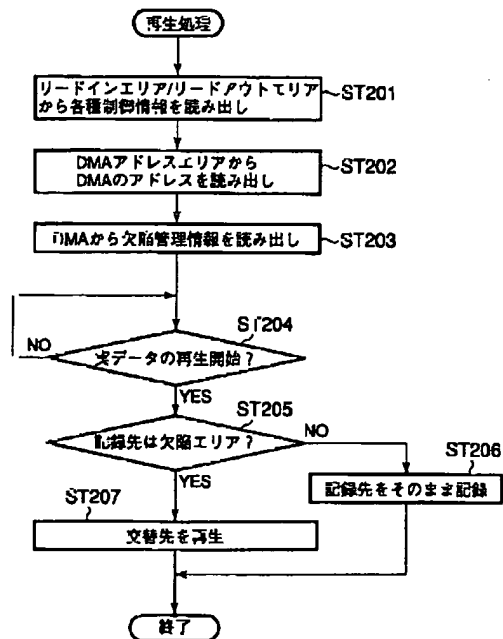 再生処理
リードインエリア/リードアウトエリア
から各種制御情報を読み出し
ST201
DMAアドレスエリアから
DMAのアドレスを読み出し
ST202
DMAから欠陥管理情報を読み出し
ST203
ST204
NO
実データの再生開始?
YES
ST205
記録先は欠陥エリア?
NO
YES
ST206
記録先をそのまま記録
ST207
交替先を再生
終了